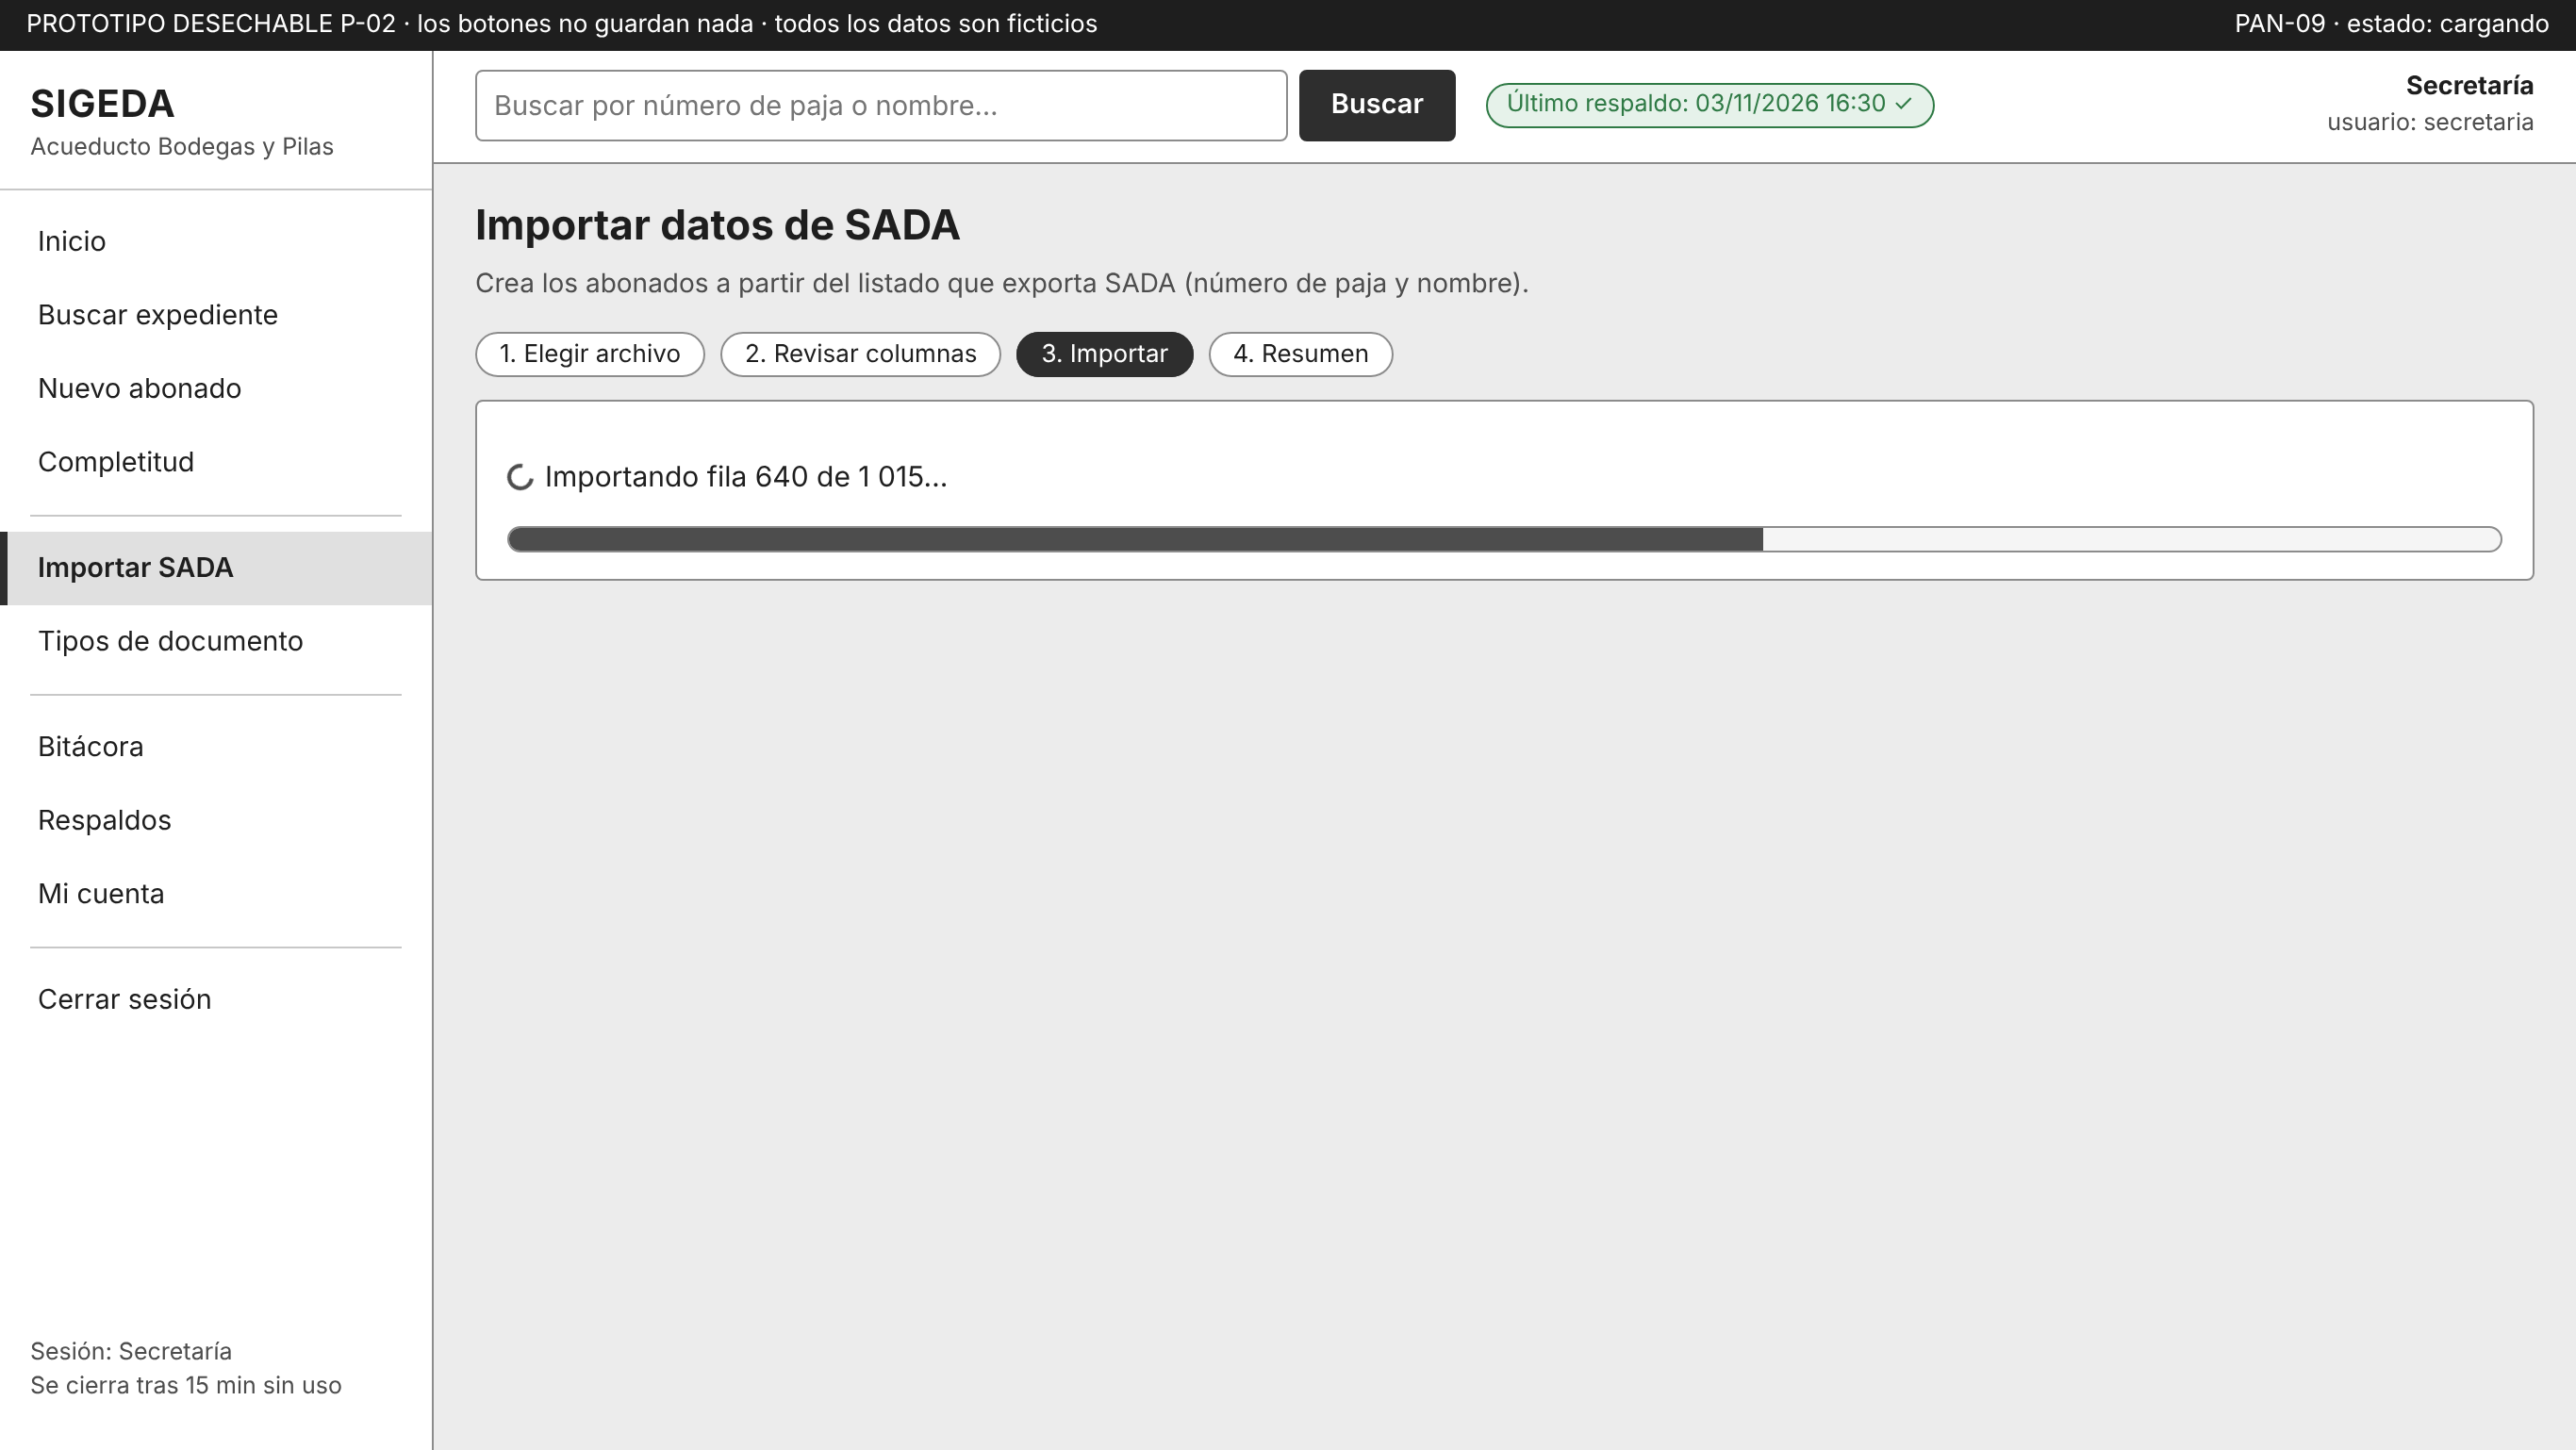 PROTOTIPO DESECHABLE P-02 · los botones no guardan nada · todos los datos son ficticios
PAN-09 · estado: cargando
SIGEDA
Acueducto Bodegas y Pilas
Inicio
Buscar expediente
Nuevo abonado
Completitud
Importar SADA
Tipos de documento
Bitácora
Respaldos
Mi cuenta
Cerrar sesión
Sesión: Secretaría
Se cierra tras 15 min sin uso
Buscar por número de paja o nombre...
Buscar
Último respaldo: 03/11/2026 16:30 ✓
Secretaría
usuario: secretaria
Importar datos de SADA
Crea los abonados a partir del listado que exporta SADA (número de paja y nombre).
1. Elegir archivo
2. Revisar columnas
3. Importar
4. Resumen
Importando fila 640 de 1 015...